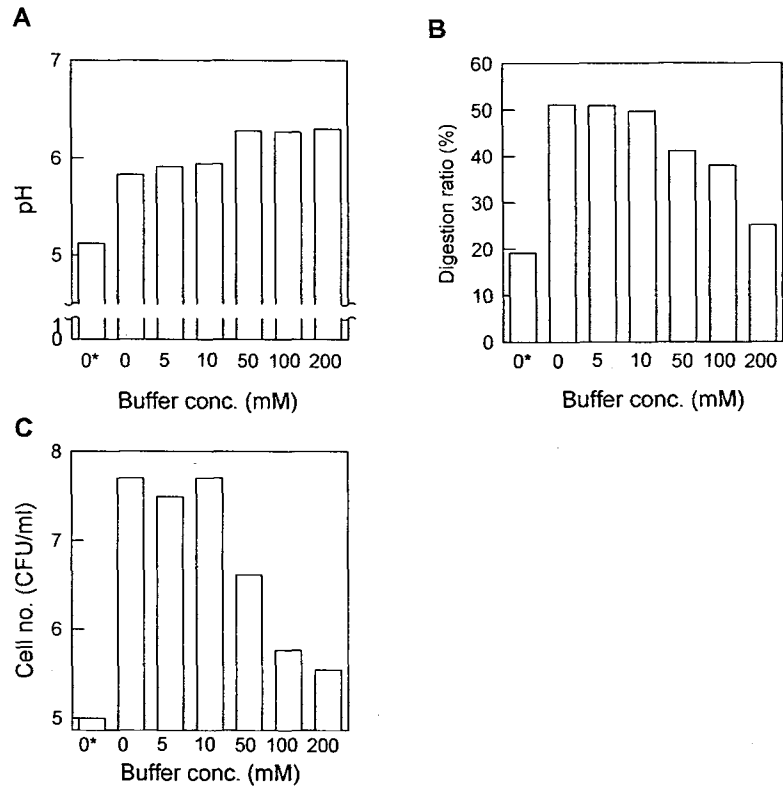 A
7
6
5
1
0
pH
0* 0 5 10 50 100 200
Buffer conc. (mM)
B
60
50
40
30
20
10
0
Digestion ratio (%)
0* 0 5 10 50 100 200
Buffer conc. (mM)
C
8
7
6
5
Cell no. (CFU/ml)
0* 0 5 10 50 100 200
Buffer conc. (mM)